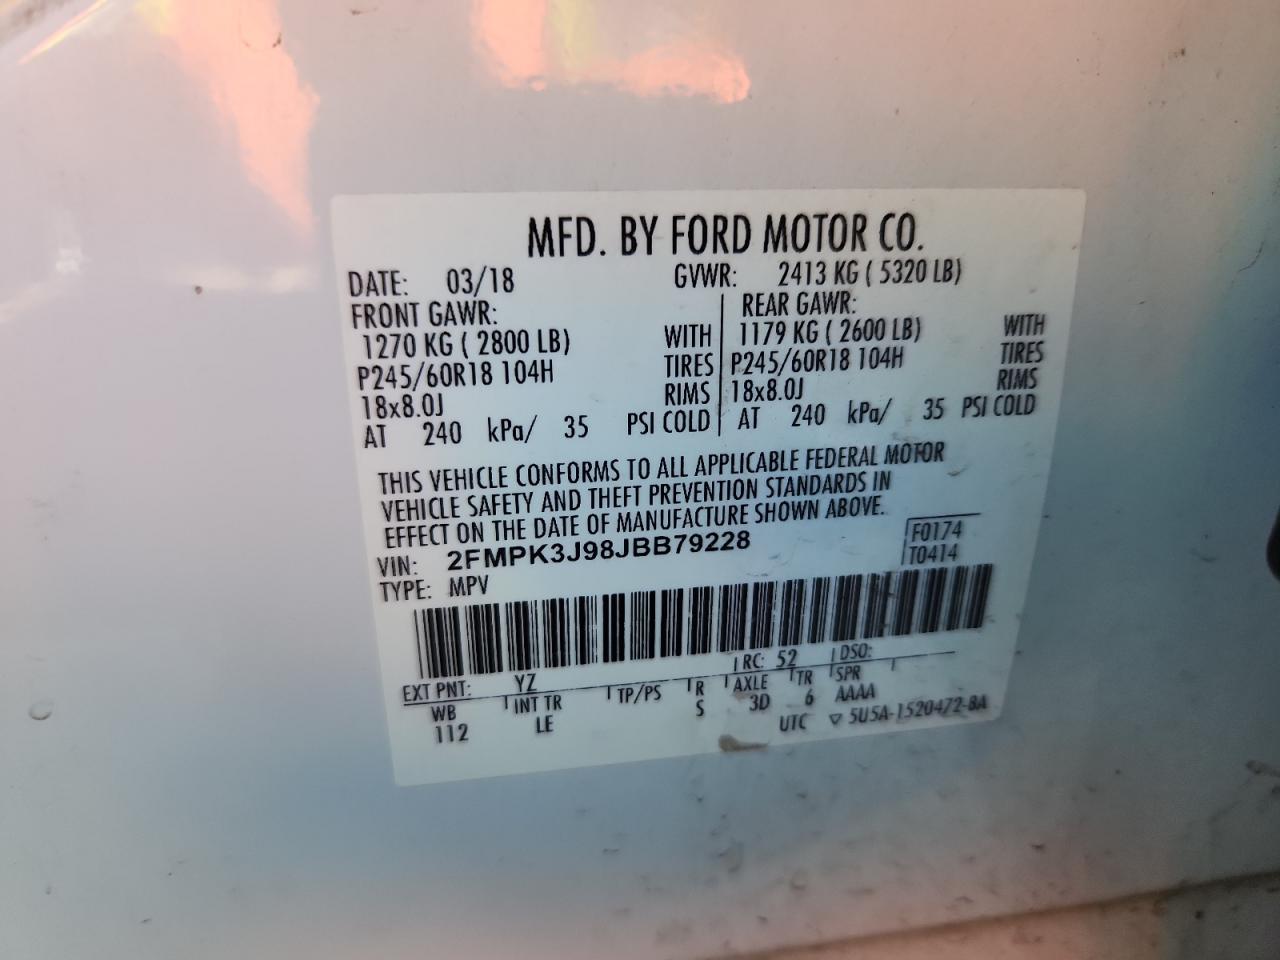 MFD. BY FORD MOTOR CO.
DATE: 03/18 GVWR: 2413 KG ( 5320 LB)
FRONT GAWR: REAR GAWR:
1270 KG ( 2800 LB) WITH 1179 KG ( 2600 LB) WITH
P245/60R18 104H TIRES P245/60R18 104H TIRES
18x8.0J RIMS 18x8.0J RIMS
AT 240 kPa/ 35 PSI COLD AT 240 kPa/ 35 PSI COLD
THIS VEHICLE CONFORMS TO ALL APPLICABLE FEDERAL MOTOR
VEHICLE SAFETY AND THEFT PREVENTION STANDARDS IN
EFFECT ON THE DATE OF MANUFACTURE SHOWN ABOVE.
VIN: 2FMPK3J98JBB79228 F0174
TYPE: MPV T0414
EXT PNT: YZ RC: 52 DSO:
WB INT TR TP/PS R AXLE TR SPR
112 LE S 3D 6 AAAA
UTC ▽ 5U5A-1520472-BA